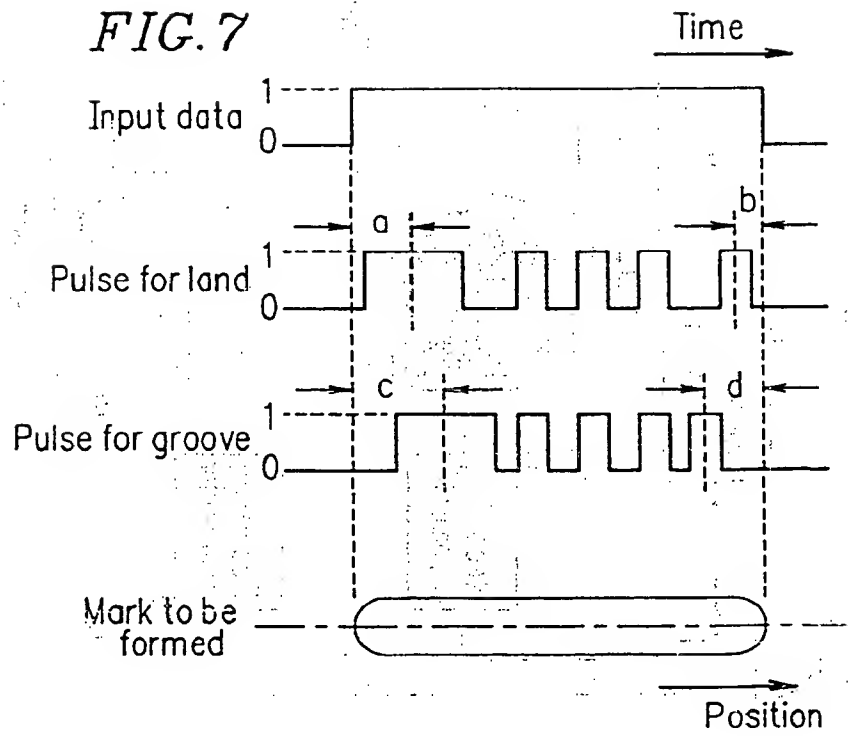 FIG. 7
Time
Input data
1
0
a
b
Pulse for land
1
0
c
d
Pulse for groove
1
0
Mark to be
formed
Position